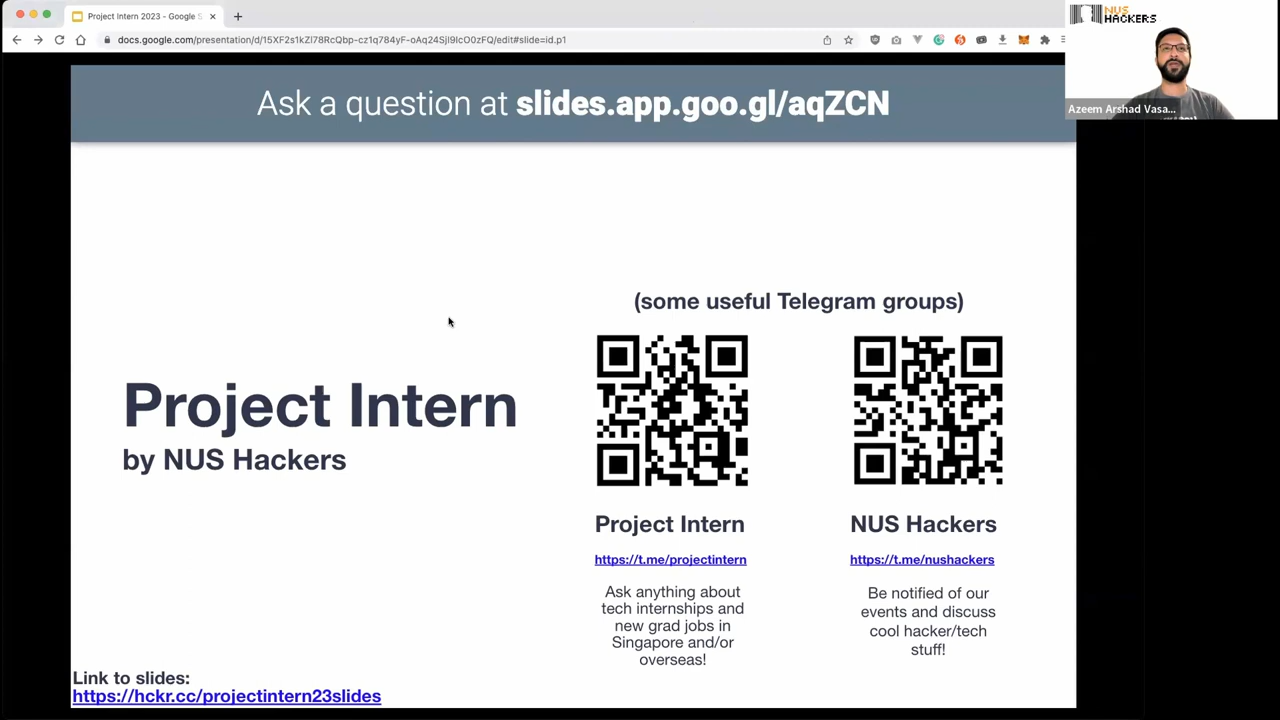 Project Intern 2023 - Google S
docs.google.com/presentation/d/15XF2s1kZl78RcQbp-cz1q784yF-oAq24SjI9IcO0zFQ/edit#slide=id.p1
NUS
HACKERS
Azeem Arshad Vasa...
Ask a question at slides.app.goo.gl/aqZCN
(some useful Telegram groups)
Project Intern
by NUS Hackers
Project Intern
https://t.me/projectintern
Ask anything about
tech internships and
new grad jobs in
Singapore and/or
overseas!
NUS Hackers
https://t.me/nushackers
Be notified of our
events and discuss
cool hacker/tech
stuff!
Link to slides:
https://hckr.cc/projectintern23slides